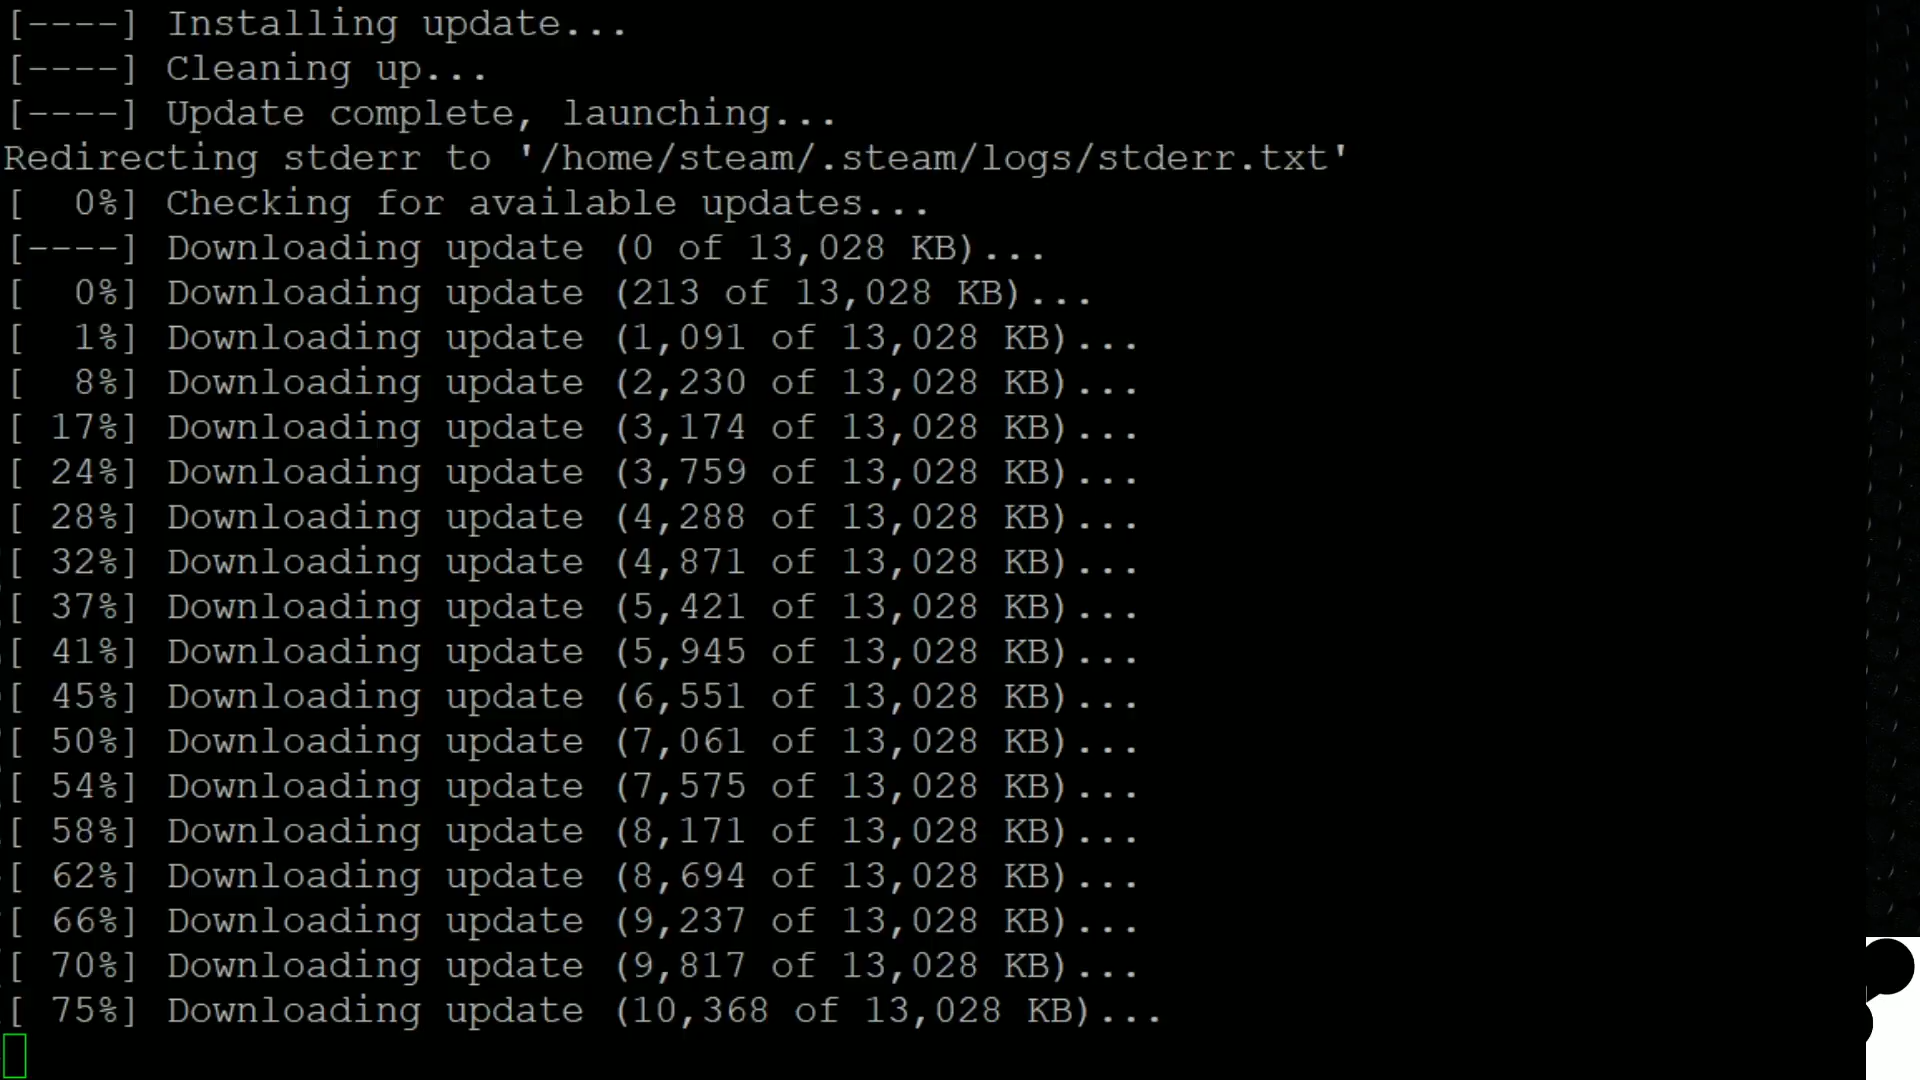 [----] Installing update...
[----] Cleaning up...
[----] Update complete, launching...
Redirecting stderr to '/home/steam/.steam/logs/stderr.txt'
[  0%] Checking for available updates...
[----] Downloading update (0 of 13,028 KB)...
[  0%] Downloading update (213 of 13,028 KB)...
[  1%] Downloading update (1,091 of 13,028 KB)...
[  8%] Downloading update (2,230 of 13,028 KB)...
[ 17%] Downloading update (3,174 of 13,028 KB)...
[ 24%] Downloading update (3,759 of 13,028 KB)...
[ 28%] Downloading update (4,288 of 13,028 KB)...
[ 32%] Downloading update (4,871 of 13,028 KB)...
[ 37%] Downloading update (5,421 of 13,028 KB)...
[ 41%] Downloading update (5,945 of 13,028 KB)...
[ 45%] Downloading update (6,551 of 13,028 KB)...
[ 50%] Downloading update (7,061 of 13,028 KB)...
[ 54%] Downloading update (7,575 of 13,028 KB)...
[ 58%] Downloading update (8,171 of 13,028 KB)...
[ 62%] Downloading update (8,694 of 13,028 KB)...
[ 66%] Downloading update (9,237 of 13,028 KB)...
[ 70%] Downloading update (9,817 of 13,028 KB)...
[ 75%] Downloading update (10,368 of 13,028 KB)...